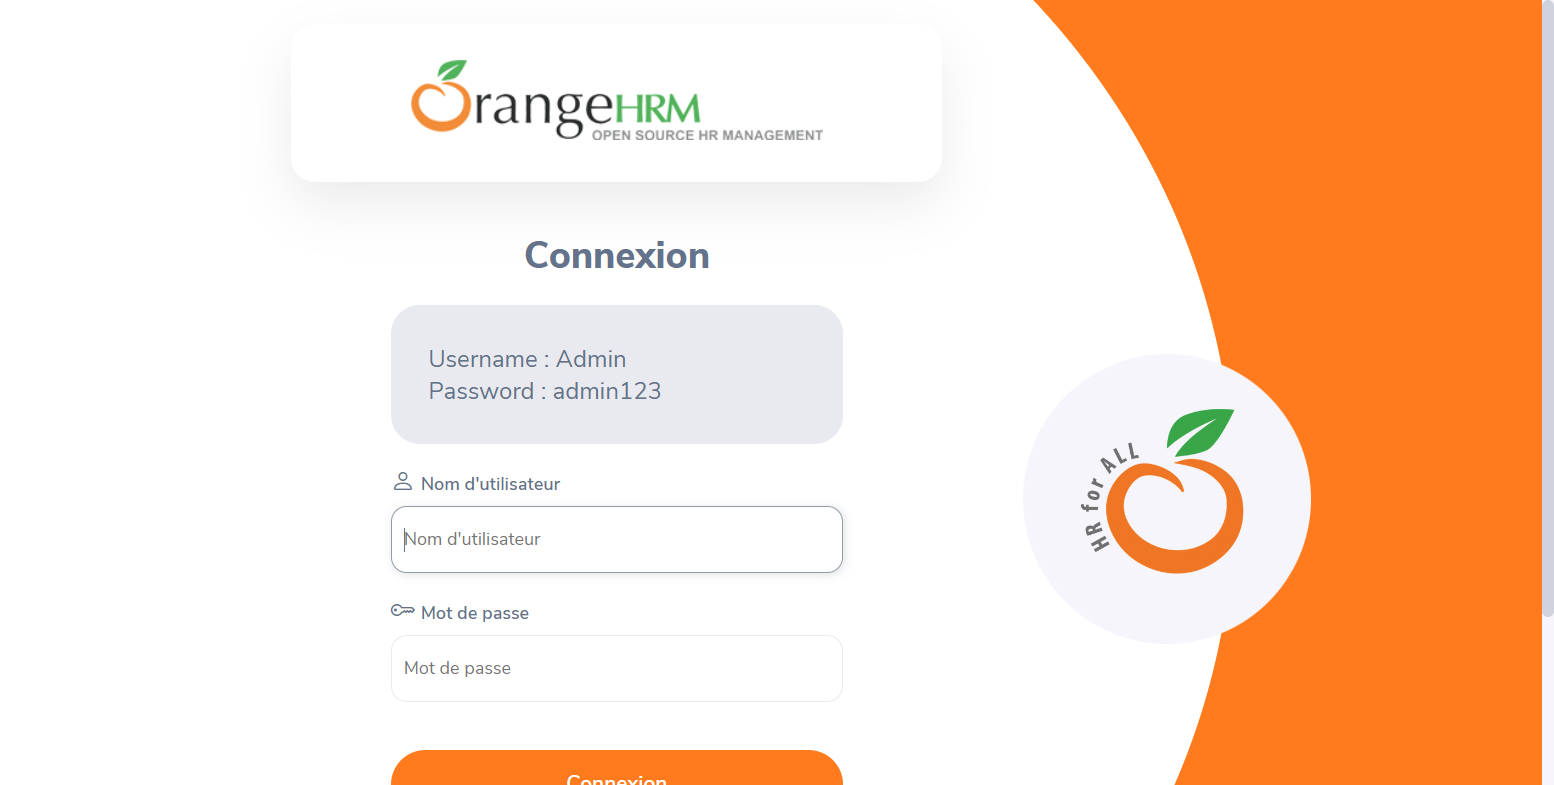 OrangeHRM
OPEN SOURCE HR MANAGEMENT
Connexion
Username : Admin
Password : admin123
Nom d'utilisateur
Nom d'utilisateur
Mot de passe
Mot de passe
Connexion
HR for ALL